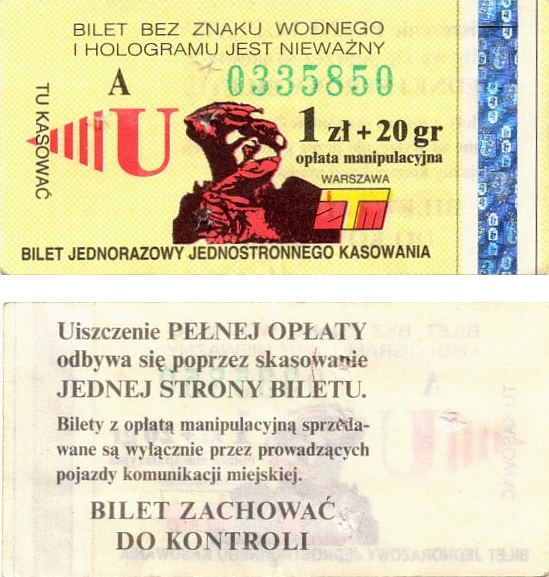 BILET BEZ ZNAKU WODNEGO
I HOLOGRAMU JEST NIEWAŻNY
A 0335850
TU KASOWAĆ
U
1 zł + 20 gr
opłata manipulacyjna
WARSZAWA
ZTM
BILET JEDNORAZOWY JEDNOSTRONNEGO KASOWANIA
Uiszczenie PEŁNEJ OPŁATY
odbywa się poprzez skasowanie
JEDNEJ STRONY BILETU.
Bilety z opłatą manipulacyjną sprzeda-
wane są wyłącznie przez prowadzących
pojazdy komunikacji miejskiej.
BILET ZACHOWAĆ
DO KONTROLI